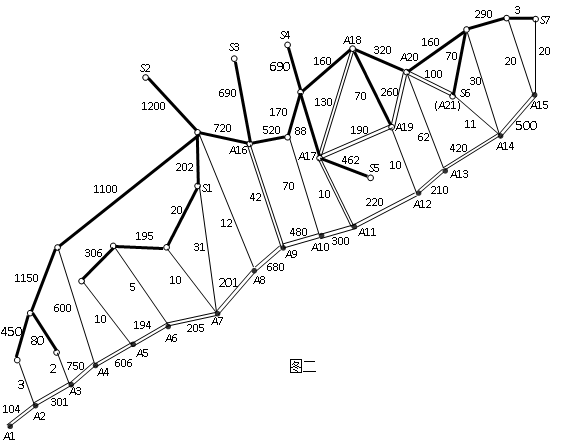 3
290
S7
S4
S3
A18
320
160
20
160
A20
70
20
S2
690
100
30
690
260
S6
(A21)
A15
1200
130
70
170
500
720
520
88
190
A19
11
A14
A16
62
A17
462
S5
420
202
10
A13
1100
S1
70
10
210
42
A12
20
220
12
195
31
480
A11
306
A10
300
A9
1150
10
201
680
A8
5
600
10
194
205
A7
450
80
A6
A5
606
2
750
A4
图二
3
A3
301
104
A2
A1